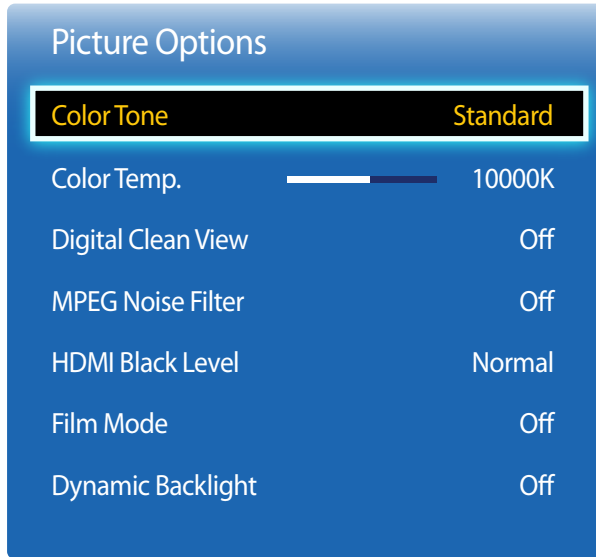 Picture Options
Color Tone Standard
Color Temp. 10000K
Digital Clean View Off
MPEG Noise Filter Off
HDMI Black Level Normal
Film Mode Off
Dynamic Backlight Off